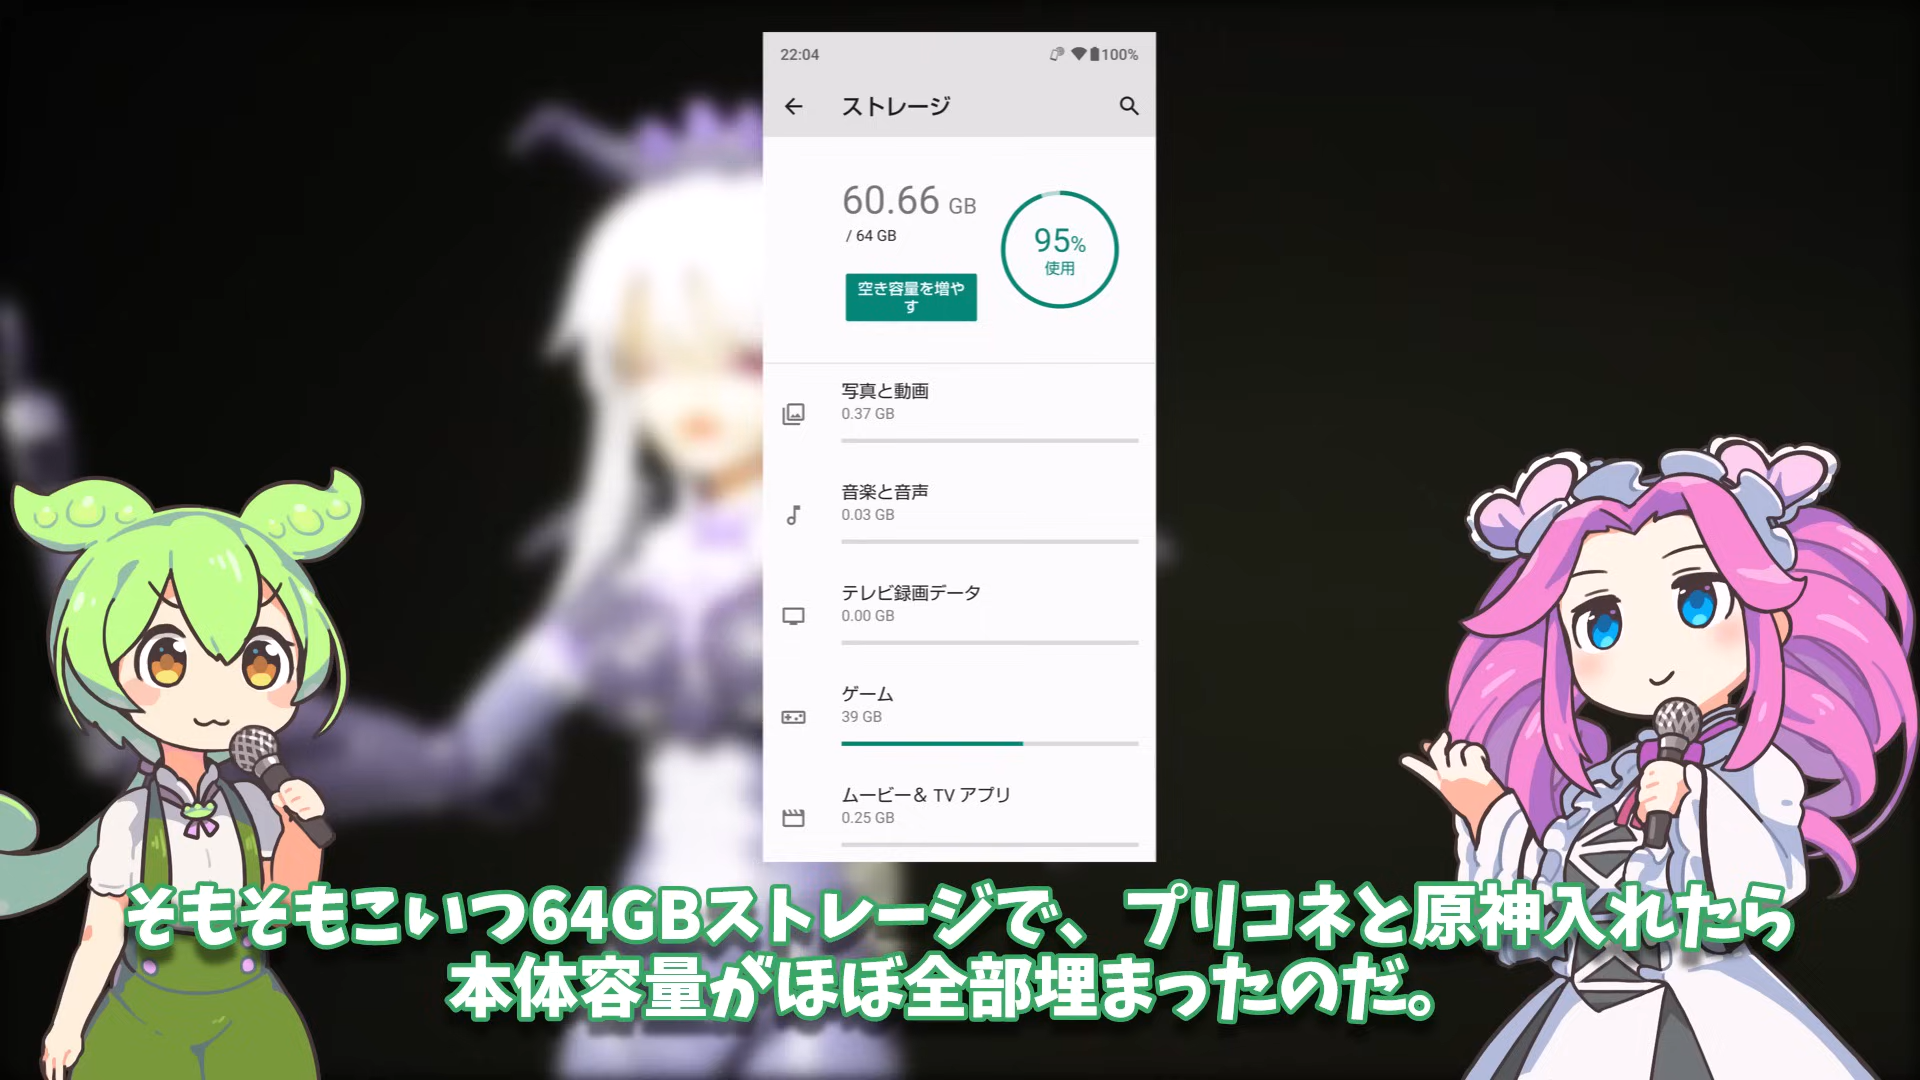 22:04
100%
ストレージ
60.66 GB
/ 64 GB
95%
使用
空き容量を増や
す
写真と動画
0.37 GB
音楽と音声
0.03 GB
テレビ録画データ
0.00 GB
ゲーム
39 GB
ムービー＆ TV アプリ
0.25 GB
そもそもこいつ64GBストレージで、プリコネと原神入れたら
本体容量がほぼ全部埋まったのだ。